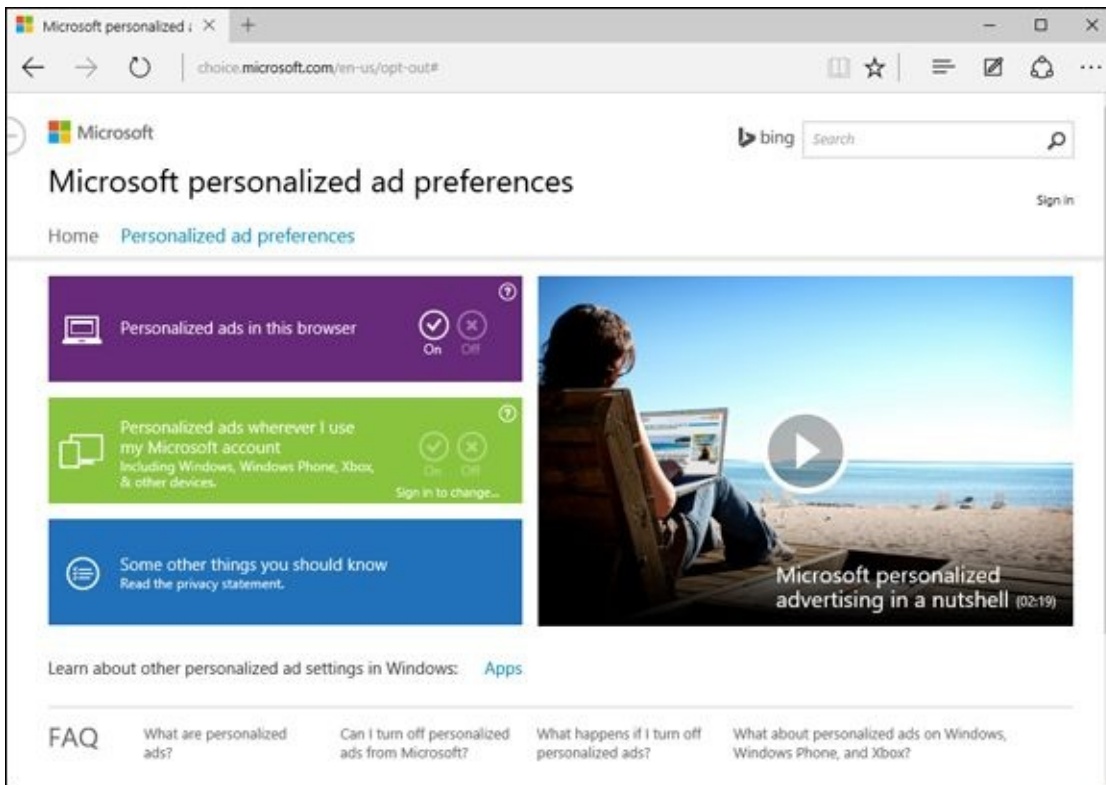 Microsoft personalized a
choice.microsoft.com/en-us/opt-out#
Microsoft
bing
Search
Microsoft personalized ad preferences
Sign in
Home
Personalized ad preferences
Personalized ads in this browser
On
Off
Personalized ads wherever I use
my Microsoft account
Including Windows, Windows Phone, Xbox,
& other devices.
On
Off
Sign in to change...
Some other things you should know
Read the privacy statement.
Microsoft personalized
advertising in a nutshell (02:19)
Learn about other personalized ad settings in Windows: Apps
FAQ
What are personalized
ads?
Can I turn off personalized
ads from Microsoft?
What happens if I turn off
personalized ads?
What about personalized ads on Windows,
Windows Phone, and Xbox?